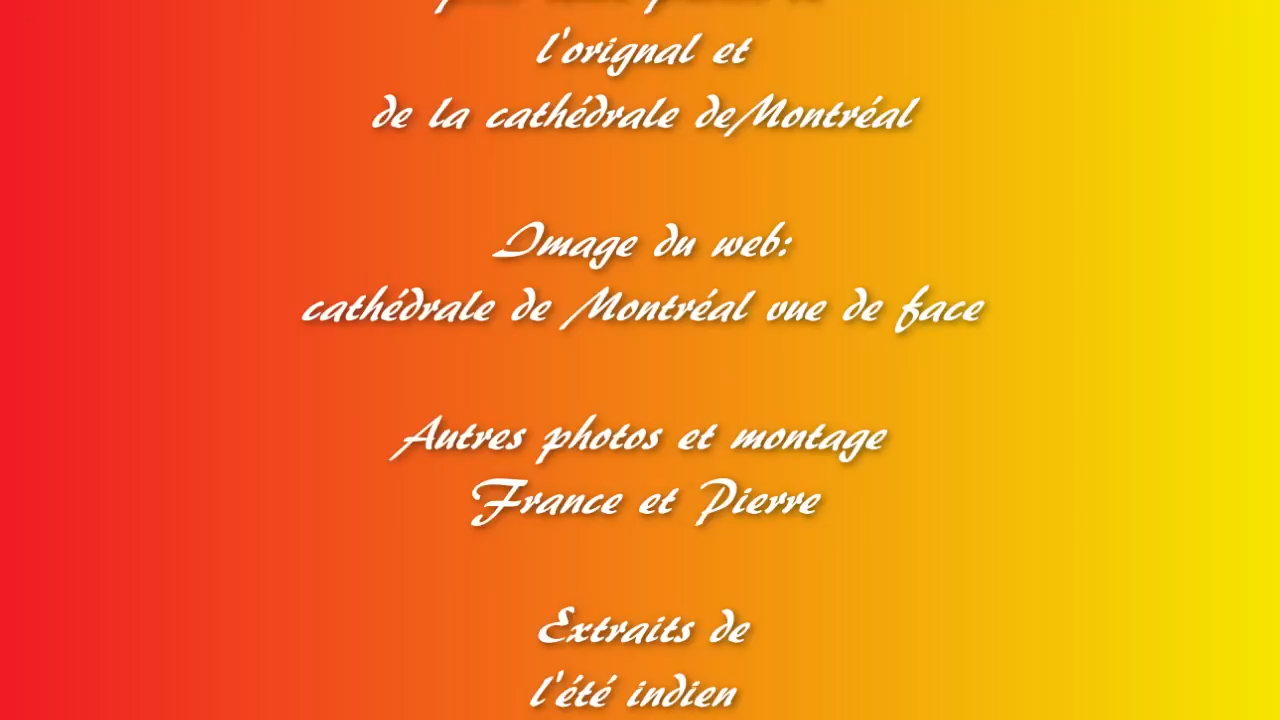 l'orignal et
de la cathédrale deMontréal
Image du web:
cathédrale de Montréal vue de face
Autres photos et montage
France et Pierre
Extraits de
l'été indien